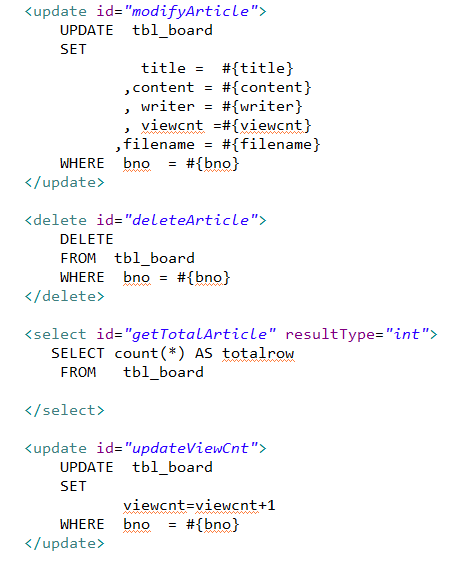 <update id="modifyArticle">
UPDATE tbl_board
SET
title = #{title}
,content = #{content}
, writer = #{writer}
, viewcnt =#{viewcnt}
,filename = #{filename}
WHERE bno = #{bno}
</update>
<delete id="deleteArticle">
DELETE
FROM tbl_board
WHERE bno = #{bno}
</delete>
<select id="getTotalArticle" resultType="int">
SELECT count(*) AS totalrow
FROM tbl_board
</select>
<update id="updateViewCnt">
UPDATE tbl_board
SET
viewcnt=viewcnt+1
WHERE bno = #{bno}
</update>